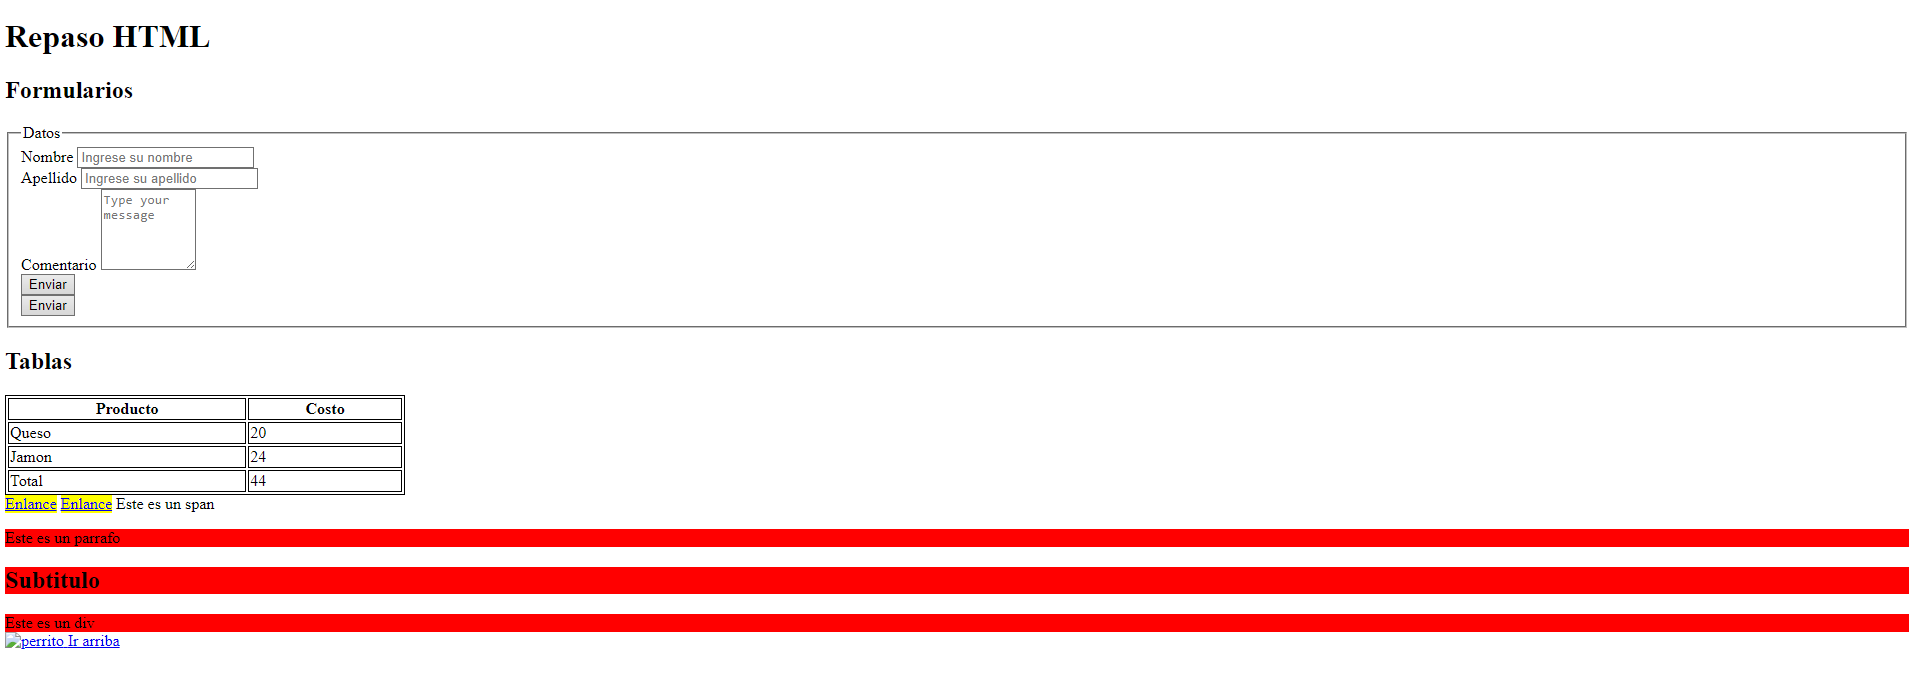 Repaso HTML
Formularios
Datos
Nombre Ingrese su nombre
Apellido Ingrese su apellido
Type your
message
Comentario
Enviar
Enviar
Tablas
Producto Costo
Queso 20
Jamon 24
Total 44
Enlance Enlance Este es un span
Este es un parrafo
Subtitulo
Este es un div
perrito Ir arriba